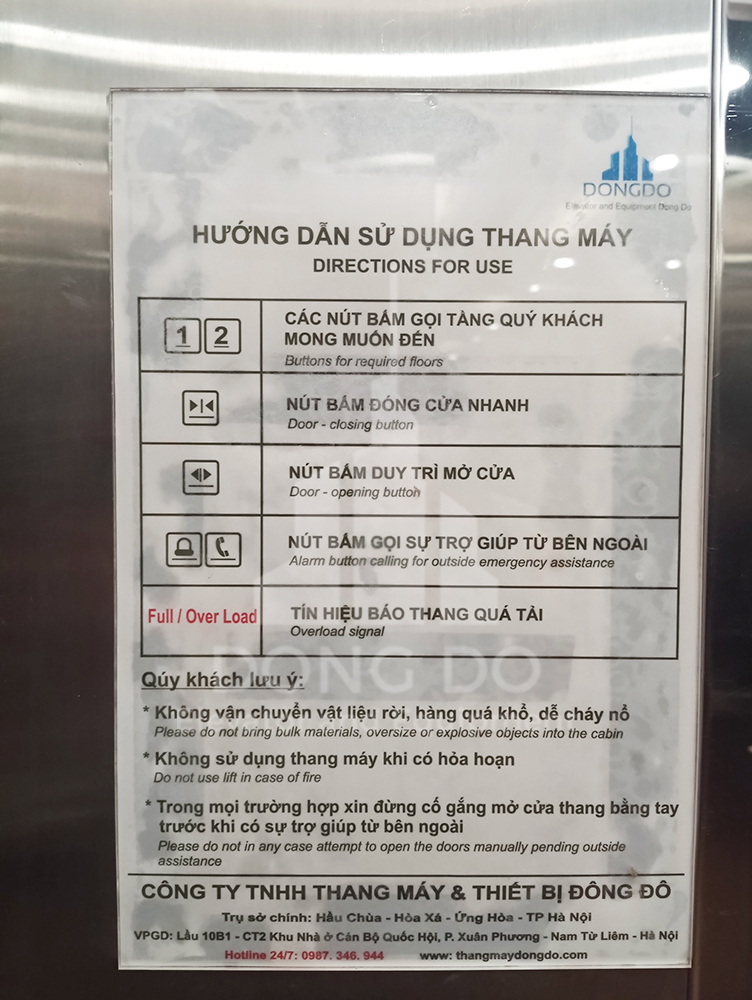 DONGDO
Elevator and Equipment Dong Do
HƯỚNG DẪN SỬ DỤNG THANG MÁY
DIRECTIONS FOR USE
1 2
CÁC NÚT BẤM GỌI TẦNG QUÝ KHÁCH
MONG MUỐN ĐẾN
Buttons for required floors
NÚT BẤM ĐÓNG CỬA NHANH
Door - closing button
NÚT BẤM DUY TRÌ MỞ CỬA
Door - opening button
NÚT BẤM GỌI SỰ TRỢ GIÚP TỪ BÊN NGOÀI
Alarm button calling for outside emergency assistance
Full / Over Load
TÍN HIỆU BÁO THANG QUÁ TẢI
Overload signal
DONG DO
Qúy khách lưu ý:
* Không vận chuyển vật liệu rời, hàng quá khổ, dễ cháy nổ
Please do not bring bulk materials, oversize or explosive objects into the cabin
* Không sử dụng thang máy khi có hỏa hoạn
Do not use lift in case of fire
* Trong mọi trường hợp xin đừng cố gắng mở cửa thang bằng tay
trước khi có sự trợ giúp từ bên ngoài
Please do not in any case attempt to open the doors manually pending outside
assistance
CÔNG TY TNHH THANG MÁY & THIẾT BỊ ĐÔNG ĐÔ
Trụ sở chính: Hầu Chùa - Hòa Xá - Ứng Hòa - TP Hà Nội
VPGD: Lầu 10B1 - CT2 Khu Nhà ở Cán Bộ Quốc Hội, P. Xuân Phương - Nam Từ Liêm - Hà Nội
Hotline 24/7: 0987. 346. 944 www: thangmaydongdo.com